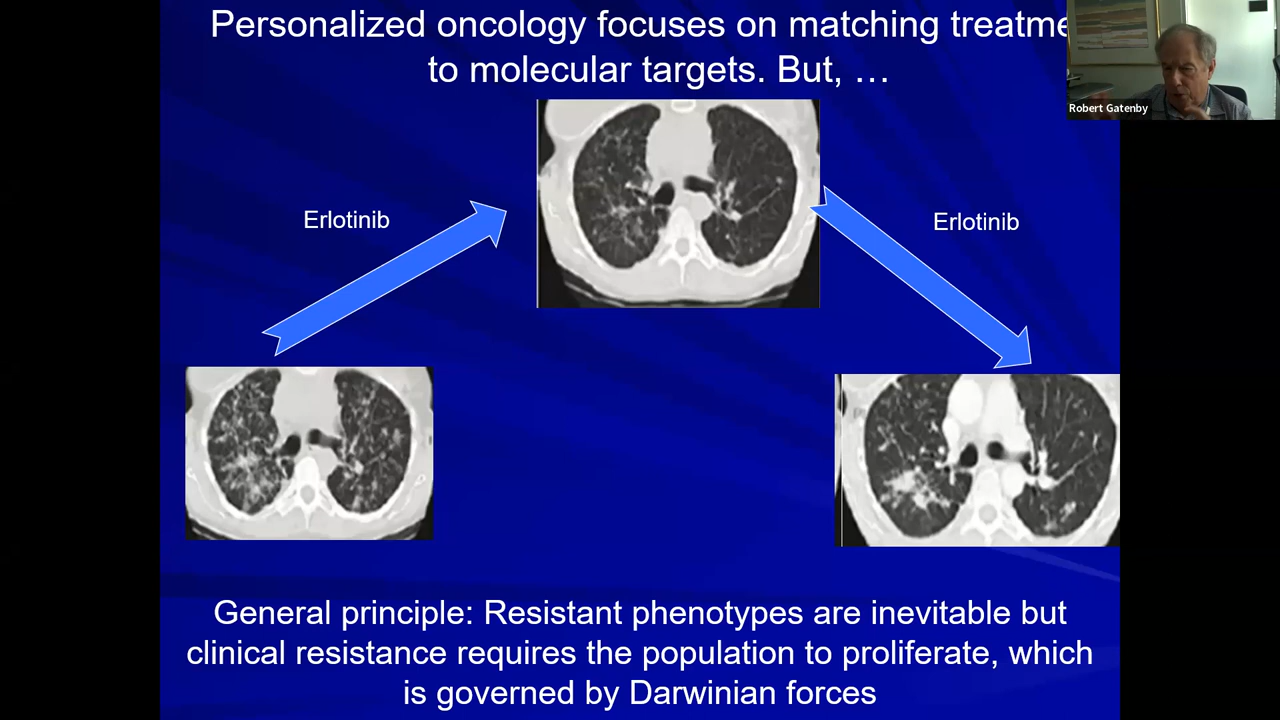 Personalized oncology focuses on matching treatme
to molecular targets. But, …
Robert Gatenby
Erlotinib
Erlotinib
General principle: Resistant phenotypes are inevitable but
clinical resistance requires the population to proliferate, which
is governed by Darwinian forces